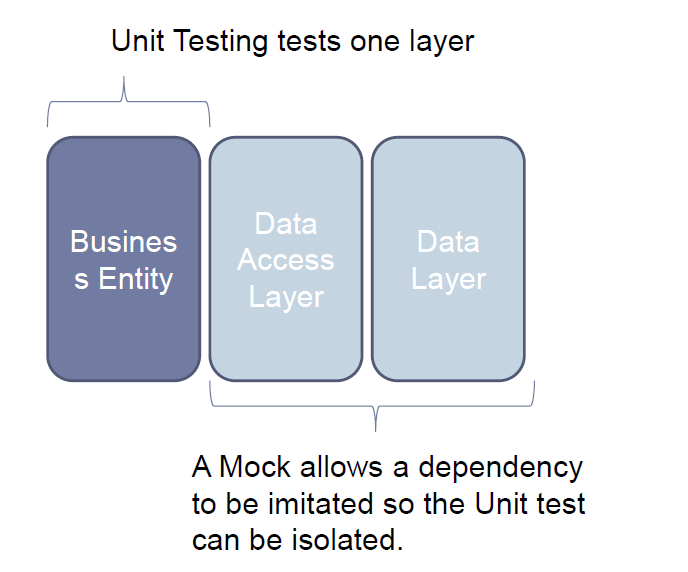 Unit Testing tests one layer
Busines
s Entity
Data
Access
Layer
Data
Layer
A Mock allows a dependency
to be imitated so the Unit test
can be isolated.